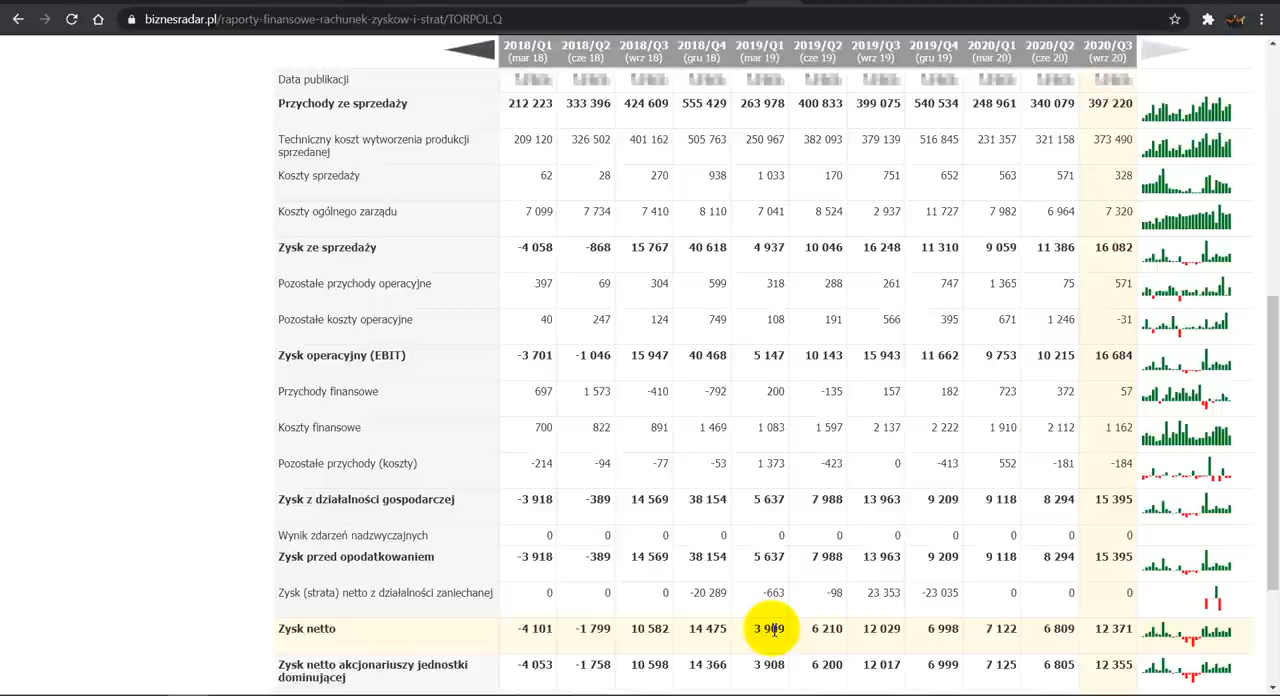 biznesradar.pl/raporty-finansowe-rachunek-zyskow-i-strat/TORPOL,Q
2018/Q1 2018/Q2 2018/Q3 2018/Q4 2019/Q1 2019/Q2 2019/Q3 2019/Q4 2020/Q1 2020/Q2 2020/Q3
(mar 18) (cze 18) (wrz 18) (gru 18) (mar 19) (cze 19) (wrz 19) (gru 19) (mar 20) (cze 20) (wrz 20)
Data publikacji
Przychody ze sprzedaży 212 223 333 396 424 609 555 429 263 978 400 833 399 075 540 534 248 961 340 079 397 220
Techniczny koszt wytworzenia produkcji 209 120 326 502 401 162 505 763 250 967 382 093 379 139 516 845 231 357 321 158 373 490
sprzedanej
Koszty sprzedaży 62 28 270 938 1 033 170 751 652 563 571 328
Koszty ogólnego zarządu 7 099 7 734 7 410 8 110 7 041 8 524 2 937 11 727 7 982 6 964 7 320
Zysk ze sprzedaży -4 058 -868 15 767 40 618 4 937 10 046 16 248 11 310 9 059 11 386 16 082
Pozostałe przychody operacyjne 397 69 304 599 318 288 261 747 1 365 75 571
Pozostałe koszty operacyjne 40 247 124 749 108 191 566 395 671 1 246 -31
Zysk operacyjny (EBIT) -3 701 -1 046 15 947 40 468 5 147 10 143 15 943 11 662 9 753 10 215 16 684
Przychody finansowe 697 1 573 -410 -792 200 -135 157 182 723 372 57
Koszty finansowe 700 822 891 1 469 1 083 1 597 2 137 2 222 1 910 2 112 1 162
Pozostałe przychody (koszty) -214 -94 -77 -53 1 373 -423 0 -413 552 -181 -184
Zysk z działalności gospodarczej -3 918 -389 14 569 38 154 5 637 7 988 13 963 9 209 9 118 8 294 15 395
Wynik zdarzeń nadzwyczajnych 0 0 0 0 0 0 0 0 0 0 0
Zysk przed opodatkowaniem -3 918 -389 14 569 38 154 5 637 7 988 13 963 9 209 9 118 8 294 15 395
Zysk (strata) netto z działalności zaniechanej 0 0 0 -20 289 -663 -98 23 353 -23 035 0 0 0
Zysk netto -4 101 -1 799 10 582 14 475 6 210 12 029 6 998 7 122 6 809 12 371
Zysk netto akcjonariuszy jednostki -4 053 -1 758 10 598 14 366 3 908 6 200 12 017 6 999 7 125 6 805 12 355
dominującej